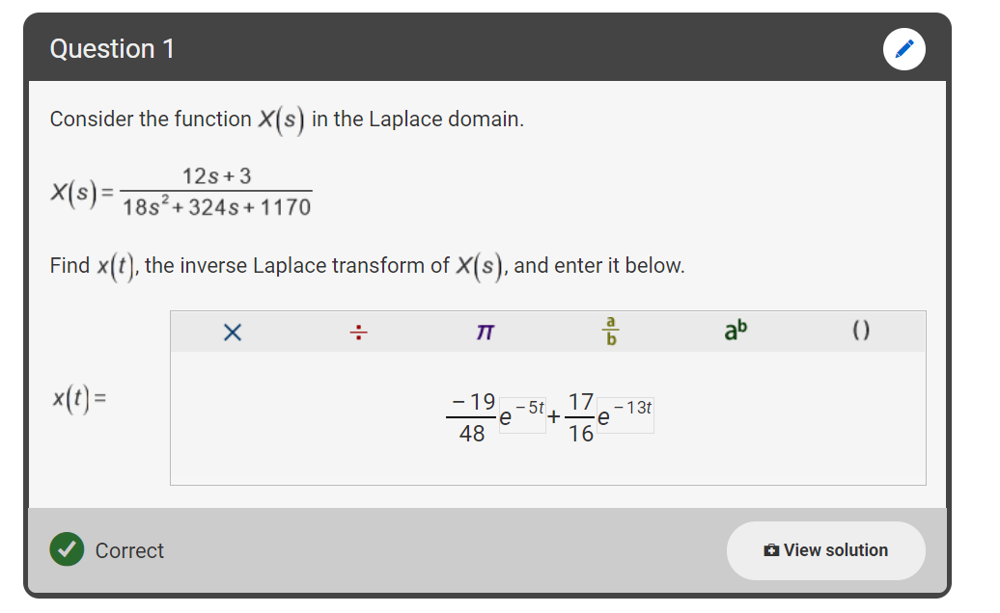 Question 1
Consider the function X(s) in the Laplace domain.
X(s) = \frac{12s + 3}{18s^2 + 324s + 1170}
Find x(t), the inverse Laplace transform of X(s), and enter it below.
× ÷ π \frac{a}{b} a^b ()
x(t) = \frac{-19}{48} e^{-5t} + \frac{17}{16} e^{-13t}
Correct
View solution